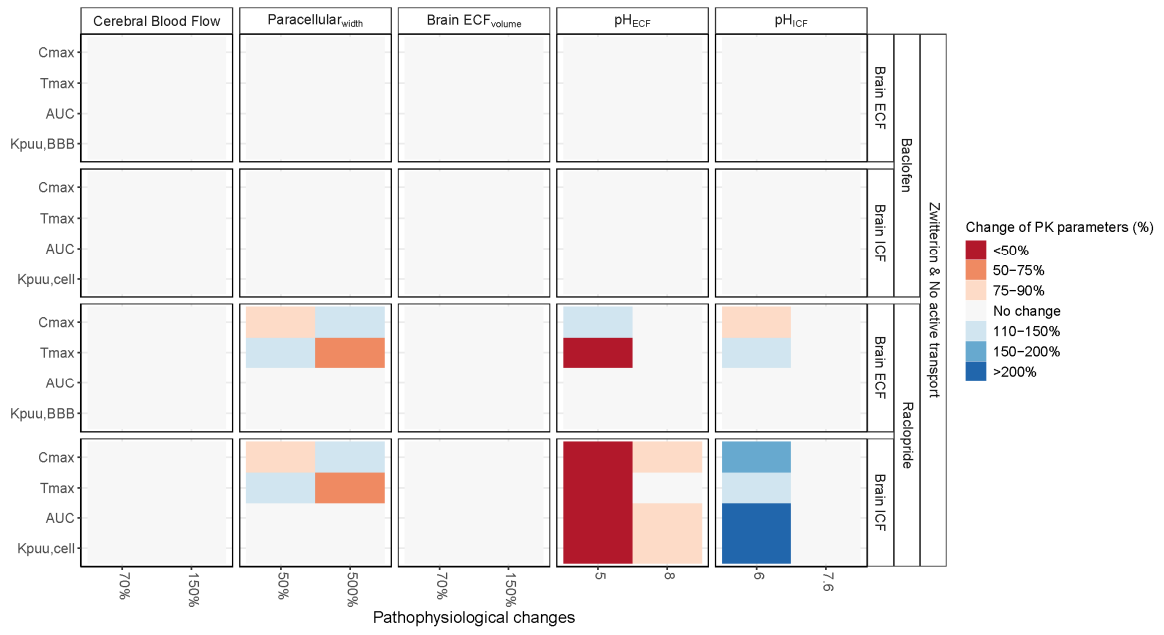 Cerebral Blood Flow
Paracellularwidth
Brain ECFvolume
pHECF
pHICF
Cmax
Tmax
AUC
Kpuu,BBB
Brain ECF
Cmax
Tmax
AUC
Kpuu,cell
Brain ICF
Baclofen
Cmax
Tmax
AUC
Kpuu,BBB
Brain ECF
Cmax
Tmax
AUC
Kpuu,cell
Brain ICF
Raclopride
Zwitterion & No active transport
70%
150%
50%
500%
70%
150%
5
8
6
7.6
Pathophysiological changes
Change of PK parameters (%)
<50%
50−75%
75−90%
No change
110−150%
150−200%
>200%